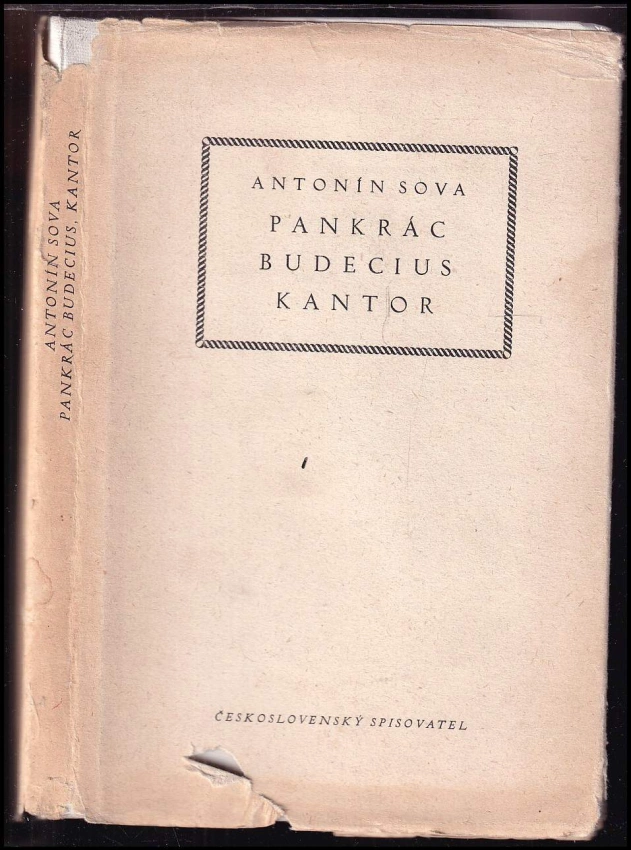 ANTONÍN SOVA
PANKRÁC BUDECIUS, KANTOR
ANTONÍN SOVA
PANKRÁC
BUDECIUS
KANTOR
ČESKOSLOVENSKÝ SPISOVATEL